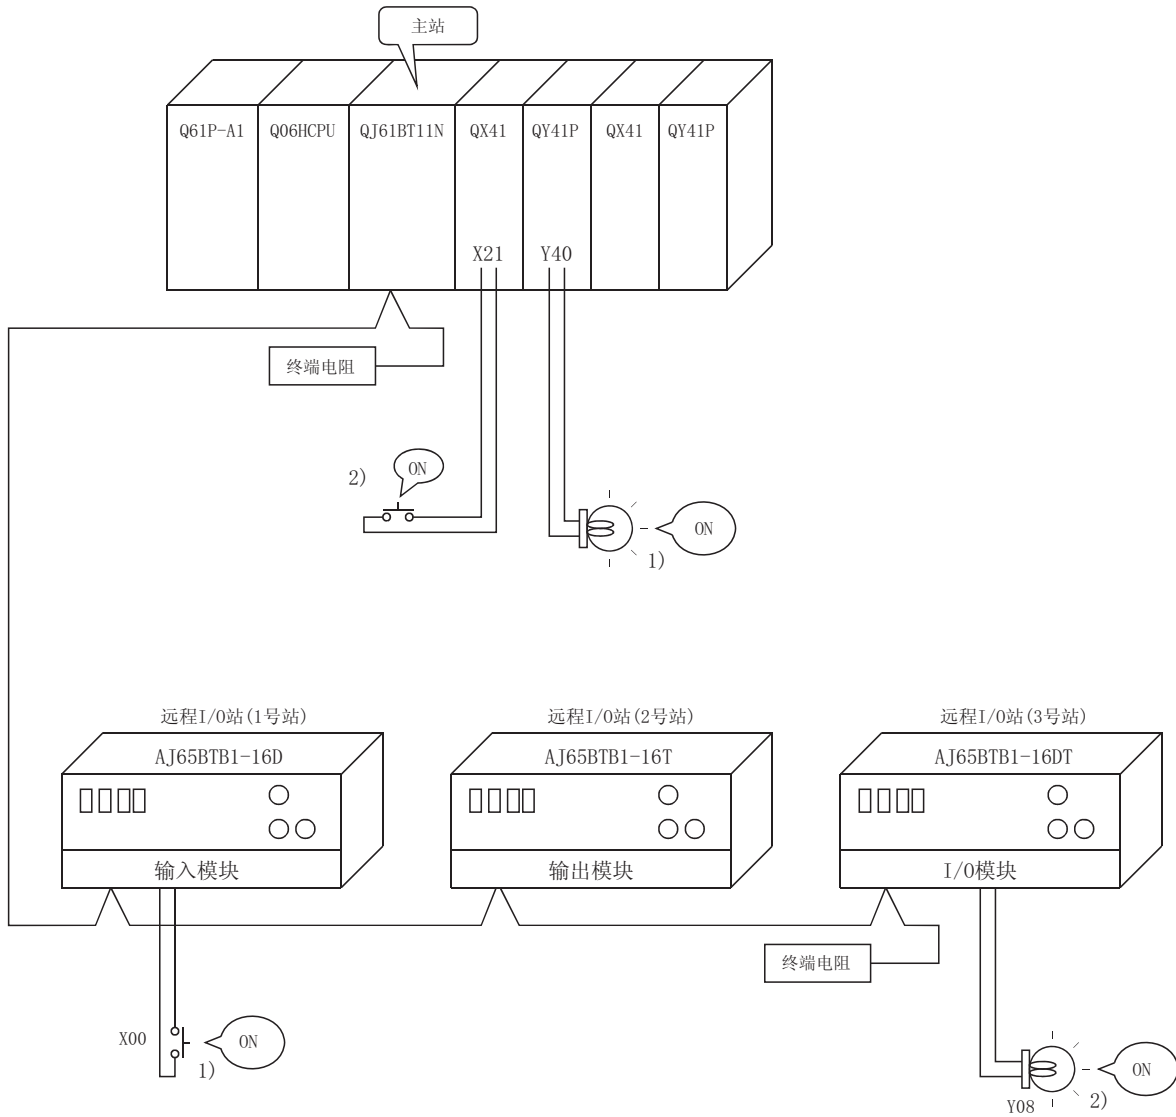 主站
Q61P-A1 Q06HCPU QJ61BT11N QX41 QY41P QX41 QY41P
X21 Y40
终端电阻
2) ON
ON
1)
远程I/O站(1号站) 远程I/O站(2号站) 远程I/O站(3号站)
AJ65BTB1-16D AJ65BTB1-16T AJ65BTB1-16DT
输入模块 输出模块 I/O模块
终端电阻
X00 ON
1)
ON
2)
Y08